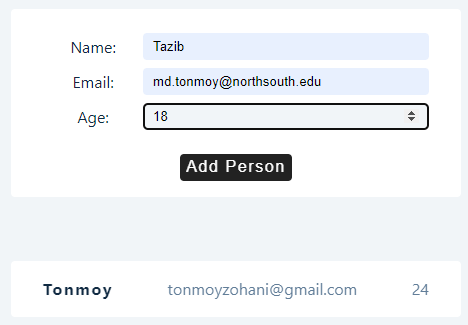 Name: Tazib
Email: md.tonmoy@northsouth.edu
Age: 18
Add Person
Tonmoy tonmoyzohani@gmail.com 24